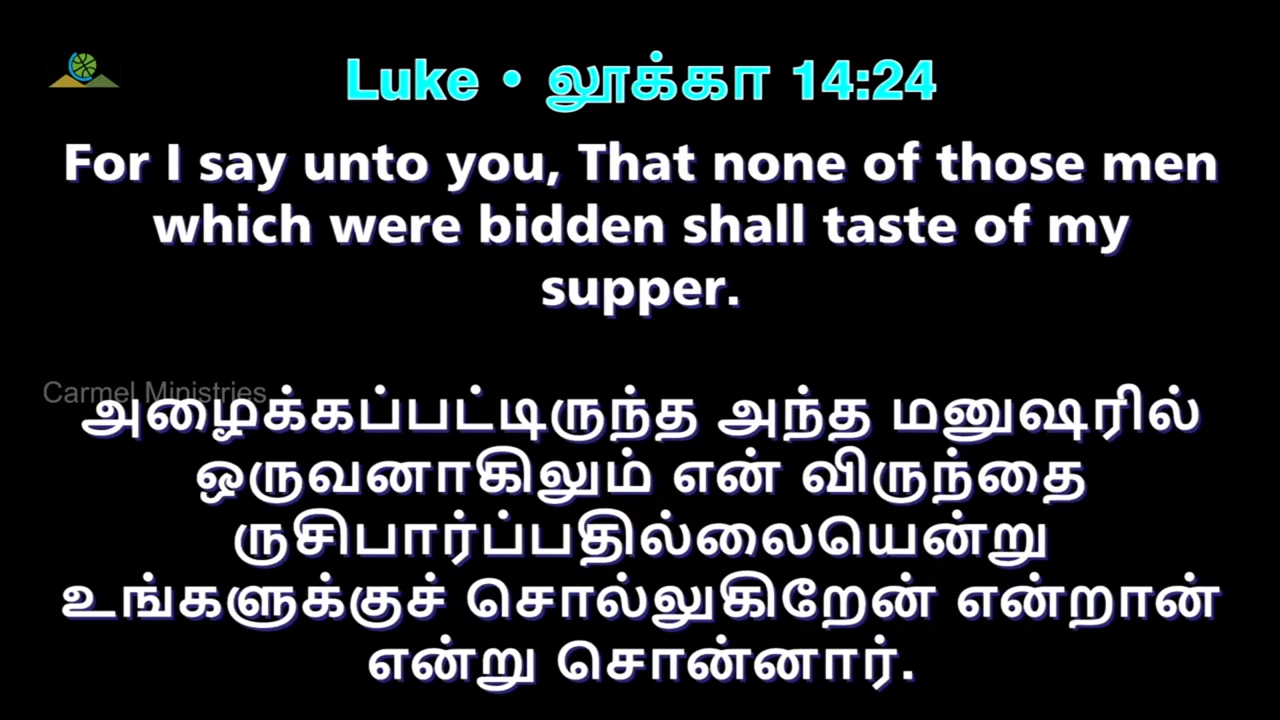 Luke • லூக்கா 14:24
For I say unto you, That none of those men
which were bidden shall taste of my
supper.
Carmel Ministries
அழைக்கப்பட்டிருந்த அந்த மனுஷரில்
ஒருவனாகிலும் என் விருந்தை
ருசிபார்ப்பதில்லையென்று
உங்களுக்குச் சொல்லுகிறேன் என்றான்
என்று சொன்னார்.